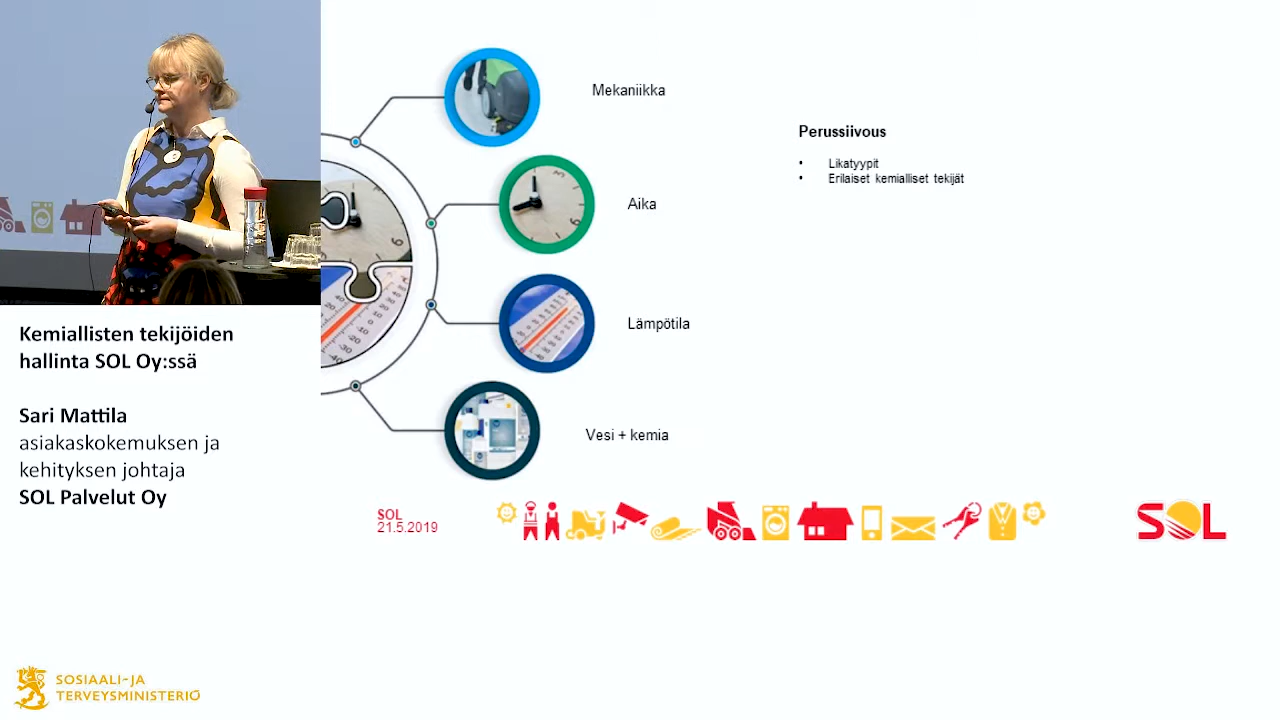 Mekaniikka
Aika
Lämpötila
Vesi + kemia
Perussiivous
• Likatyypit
• Erilaiset kemialliset tekijät
Kemiallisten tekijöiden
hallinta SOL Oy:ssä
Sari Mattila
asiakaskokemuksen ja
kehityksen johtaja
SOL Palvelut Oy
SOL
21.5.2019
SOL
SOSIAALI- JA
TERVEYSMINISTERIÖ